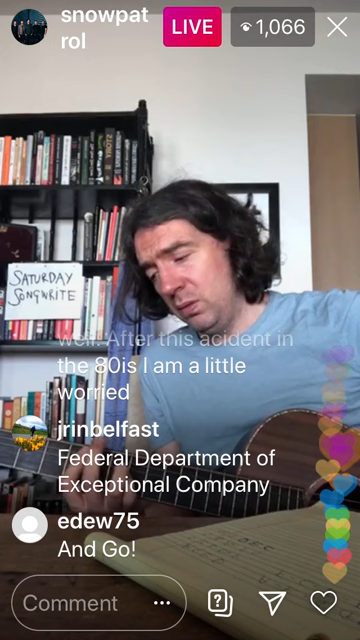 snowpat
rol
LIVE
1,066
SATURDAY
SONGWRITE
well. After this acident in
the 80is I am a little
worried
jrinbelfast
Federal Department of
Exceptional Company
edew75
And Go!
Comment